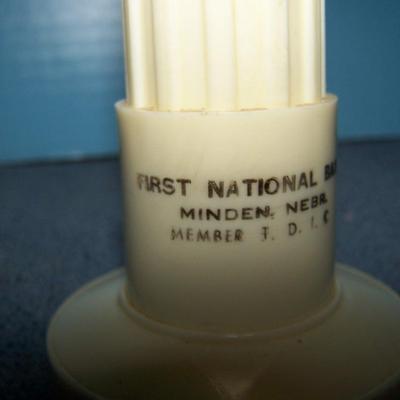 FIRST NATIONAL BA
MINDEN, NEBR.
MEMBER F. D. I. C